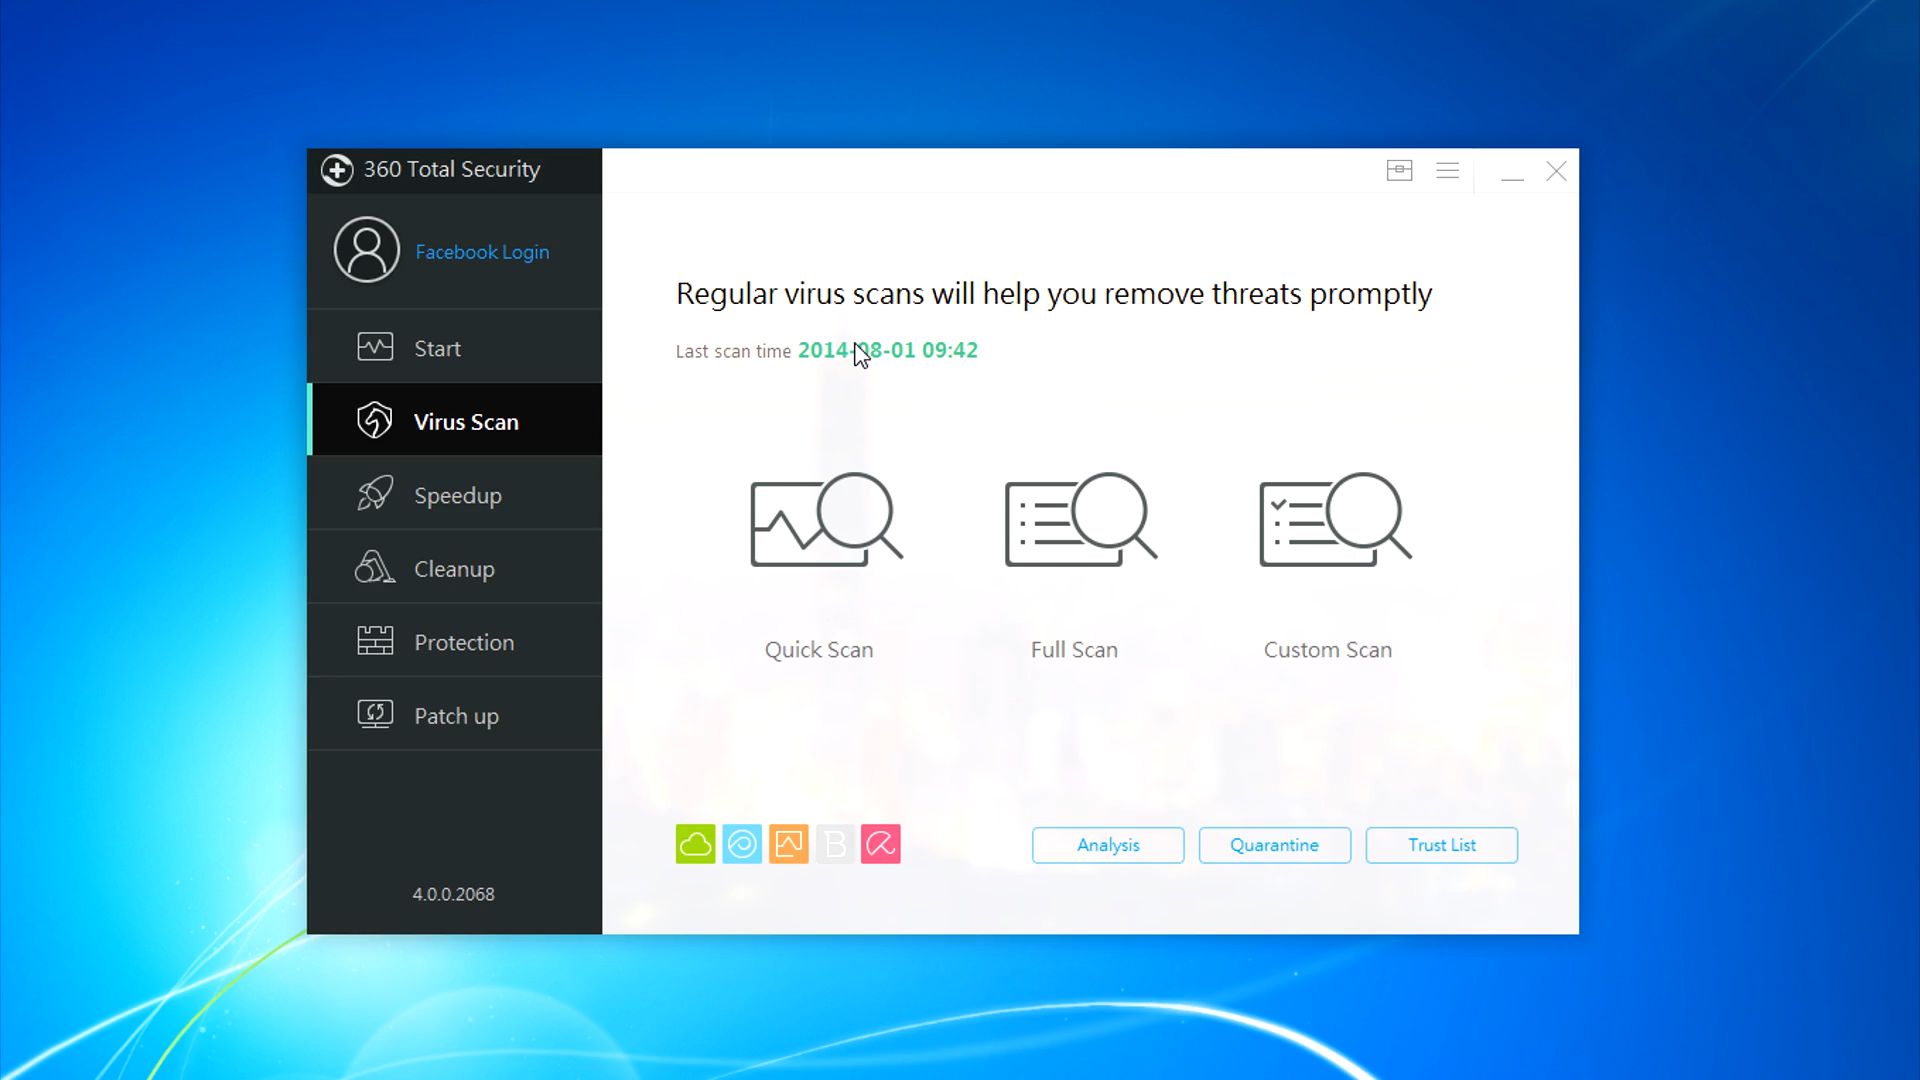 360 Total Security
Facebook Login
Start
Virus Scan
Speedup
Cleanup
Protection
Patch up
4.0.0.2068
Regular virus scans will help you remove threats promptly
Last scan time 2014-08-01 09:42
Quick Scan
Full Scan
Custom Scan
B
Analysis
Quarantine
Trust List